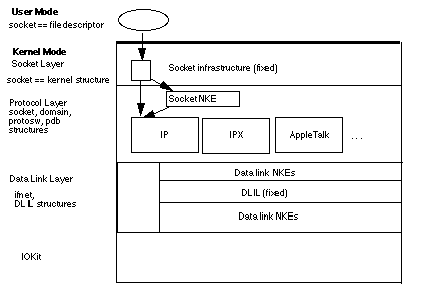 User Mode
socket == file descriptor
Kernel Mode
Socket Layer
Socket infrastructure (fixed)
socket == kernel structure
Socket NKE
Protocol Layer
socket, domain,
protosw, pdb
structures
IP
IPX
AppleTalk
...
Data Link Layer
Data link NKEs
ifnet,
DLIL structures
DLIL (fixed)
Data link NKEs
IOKit